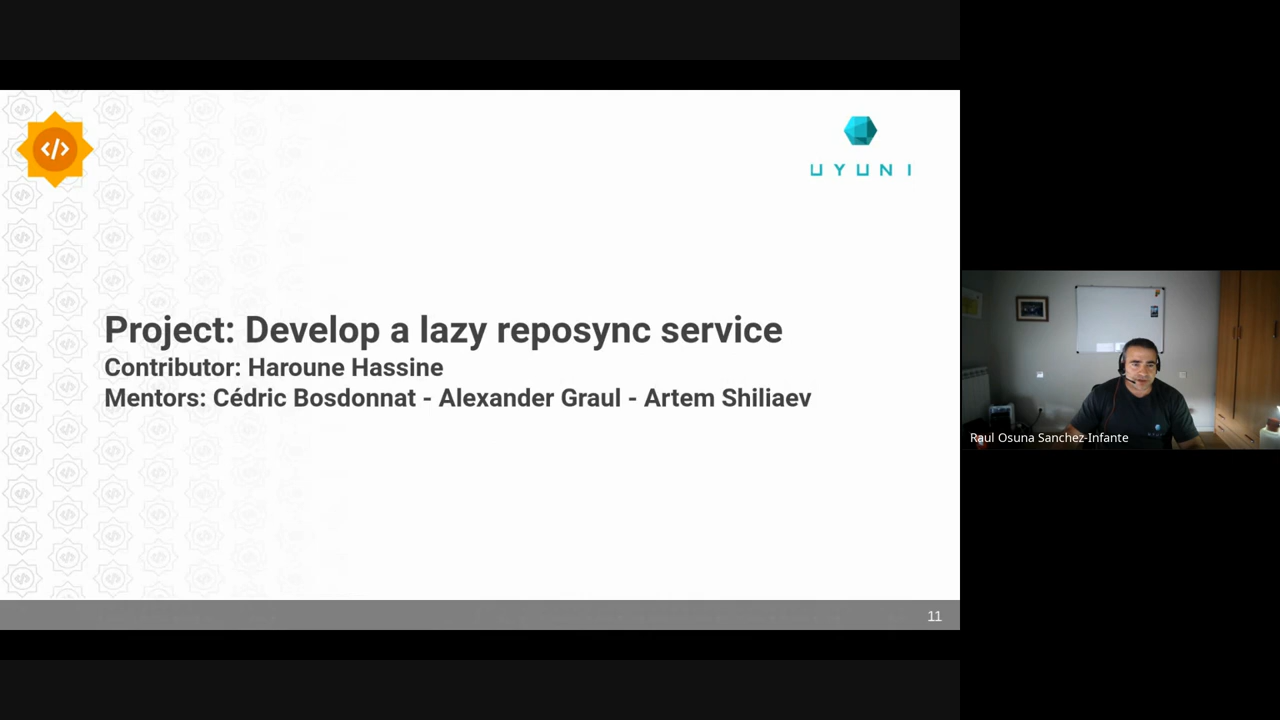 </>
UYUNI
Project: Develop a lazy reposync service
Contributor: Haroune Hassine
Mentors: Cédric Bosdonnat - Alexander Graul - Artem Shiliaev
Raul Osuna Sanchez-Infante
11